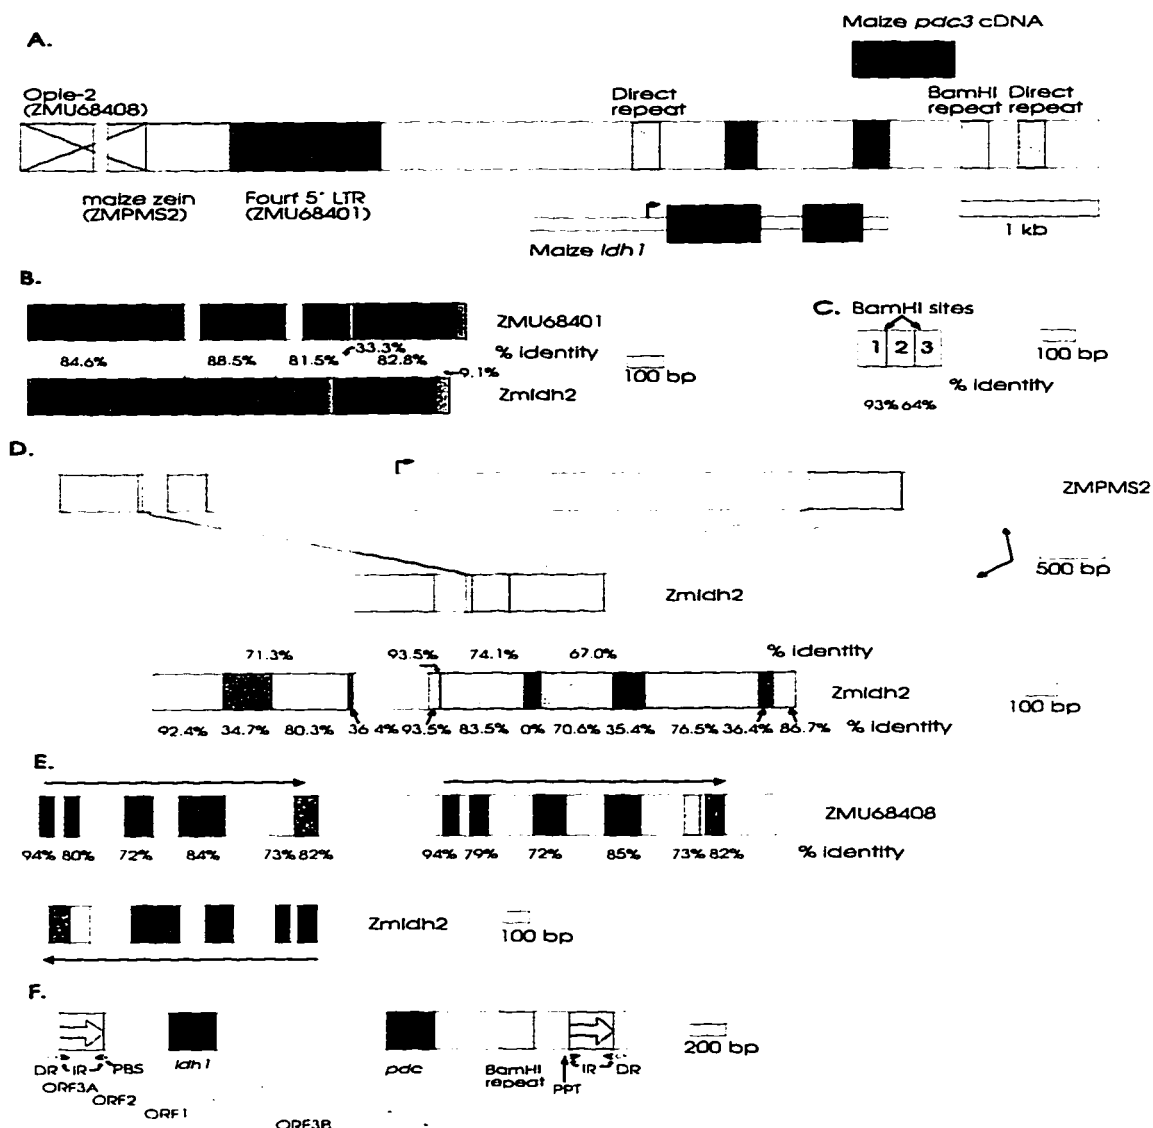 A.
Maize pdc3 cDNA
Opie-2
(ZMU68408)
Direct
repeat
BamHI
repeat
Direct
repeat
maize zein
(ZMPMS2)
Fourf 5' LTR
(ZMU68401)
Maize ldh1
1 kb
B.
ZMU68401
84.6% 88.5% 81.5% 33.3% 82.8% % identity
9.1%
Zmldh2
100 bp
C. BamHI sites
1 2 3
100 bp
% identity
93% 64%
D.
ZMPMS2
500 bp
Zmldh2
71.3% 93.5% 74.1% 67.0% % identity
Zmldh2
100 bp
92.4% 34.7% 80.3% 36.4% 93.5% 83.5% 0% 70.6% 35.4% 76.5% 36.4% 86.7% % identity
E.
ZMU68408
94% 80% 72% 84% 73% 82% 94% 79% 72% 85% 73% 82% % identity
Zmldh2
100 bp
F.
ldh1
pdc
BamHI
repeat
200 bp
DR IR PBS
PPT
IR DR
ORF3A
ORF2
ORF1
ORF3B